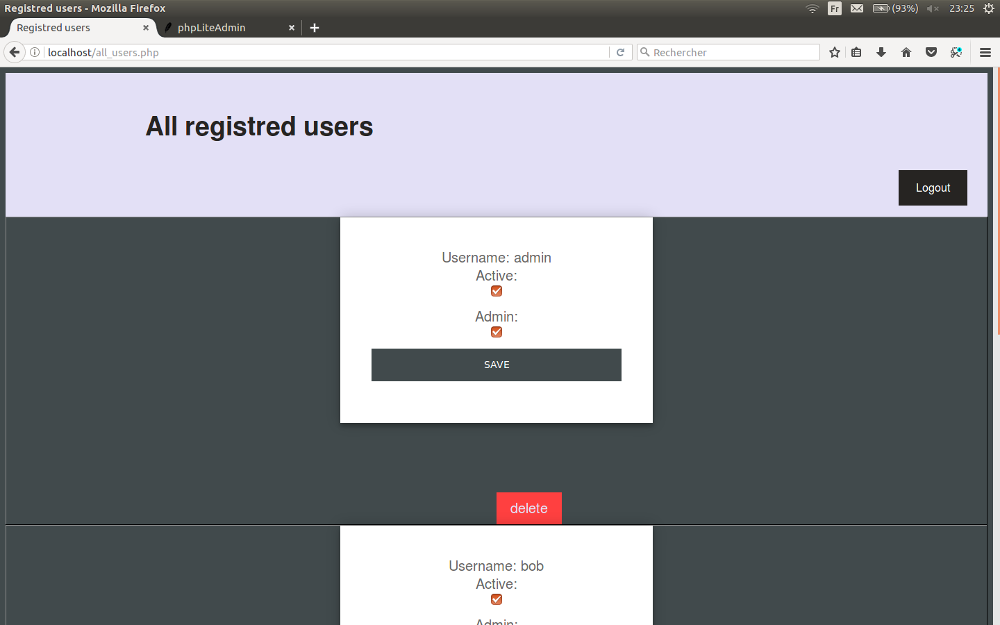 Registred users - Mozilla Firefox
Fr
(93%)
23:25
Registred users
phpLiteAdmin
localhost/all_users.php
Rechercher
All registred users
Logout
Username: admin
Active:
Admin:
SAVE
delete
Username: bob
Active:
Admin: